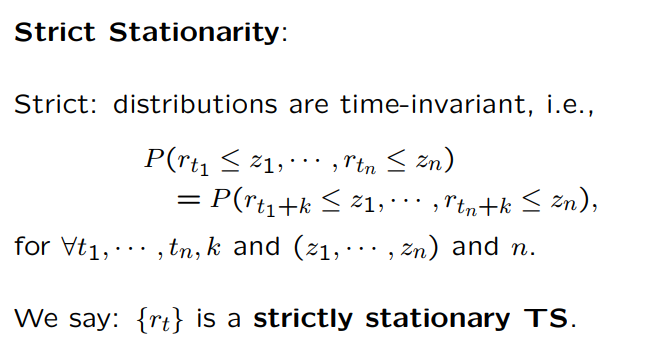 Strict Stationarity:
Strict: distributions are time-invariant, i.e.,
P(r_{t_1} ≤ z_1, ⋯ , r_{t_n} ≤ z_n)
= P(r_{t_1+k} ≤ z_1, ⋯ , r_{t_n+k} ≤ z_n),
for ∀t_1, ⋯ , t_n, k and (z_1, ⋯ , z_n) and n.
We say: {r_t} is a strictly stationary TS.